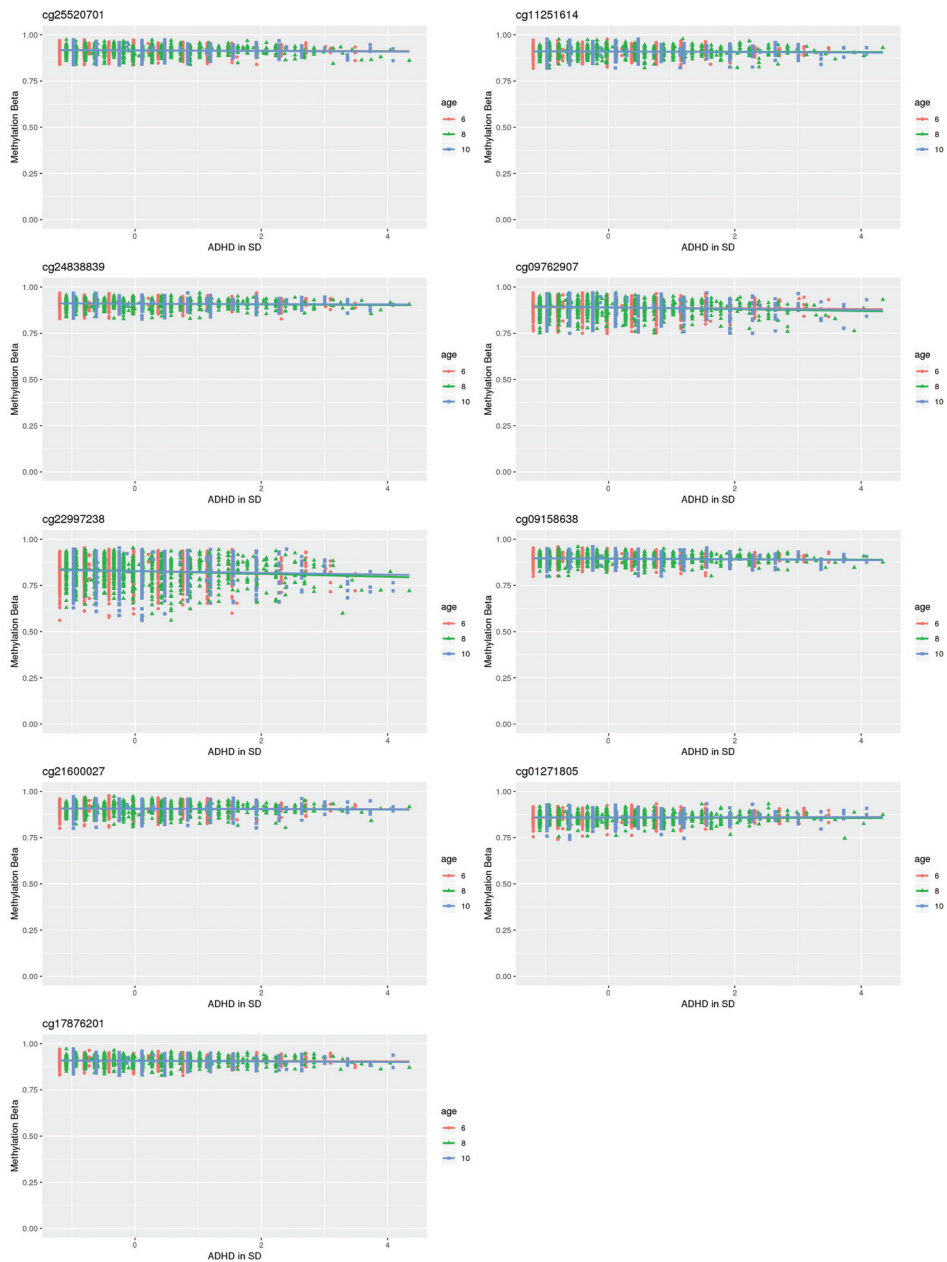 cg25520701
1.00
0.75
0.50
0.25
0.00
Methylation Beta
0 2 4
ADHD in SD
age
6
8
10
cg11251614
1.00
0.75
0.50
0.25
0.00
Methylation Beta
0 2 4
ADHD in SD
age
6
8
10
cg24838839
1.00
0.75
0.50
0.25
0.00
Methylation Beta
0 2 4
ADHD in SD
age
6
8
10
cg09762907
1.00
0.75
0.50
0.25
0.00
Methylation Beta
0 2 4
ADHD in SD
age
6
8
10
cg22997238
1.00
0.75
0.50
0.25
0.00
Methylation Beta
0 2 4
ADHD in SD
age
6
8
10
cg09158638
1.00
0.75
0.50
0.25
0.00
Methylation Beta
0 2 4
ADHD in SD
age
6
8
10
cg21600027
1.00
0.75
0.50
0.25
0.00
Methylation Beta
0 2 4
ADHD in SD
age
6
8
10
cg01271805
1.00
0.75
0.50
0.25
0.00
Methylation Beta
0 2 4
ADHD in SD
age
6
8
10
cg17876201
1.00
0.75
0.50
0.25
0.00
Methylation Beta
0 2 4
ADHD in SD
age
6
8
10